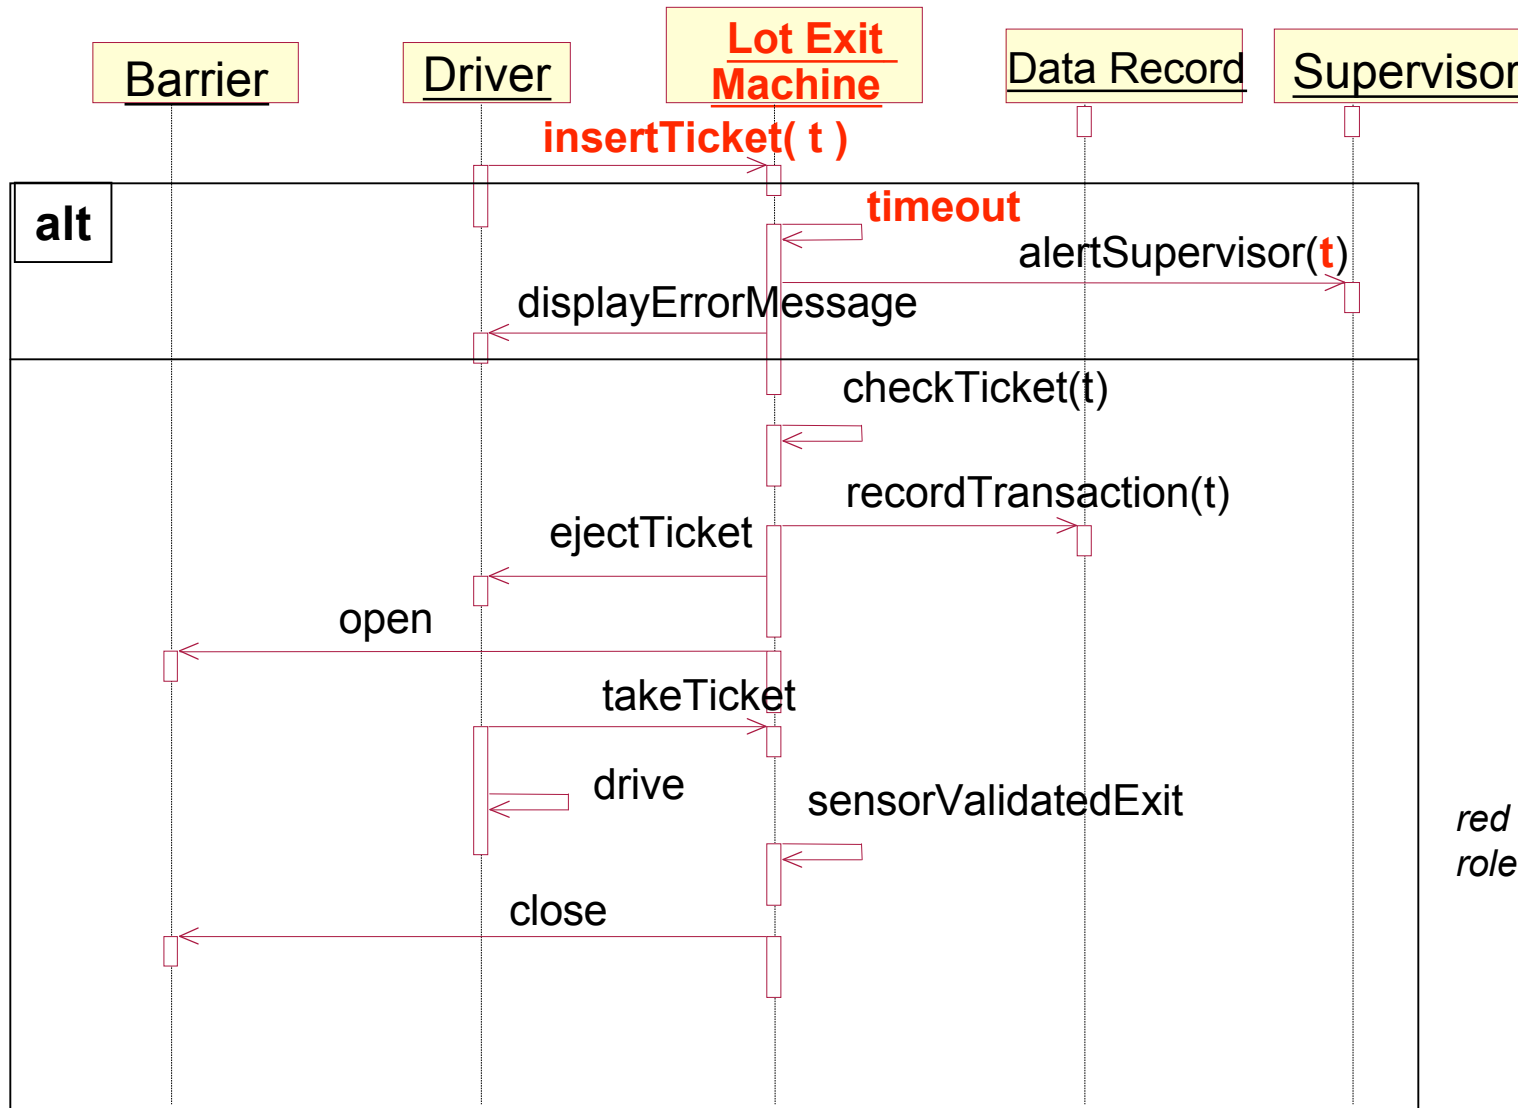 Barrier
Driver
Lot Exit
Machine
Data Record
Supervisor
insertTicket( t )
alt
timeout
alertSupervisor(t)
displayErrorMessage
checkTicket(t)
recordTransaction(t)
ejectTicket
open
takeTicket
drive
sensorValidatedExit
red
role
close